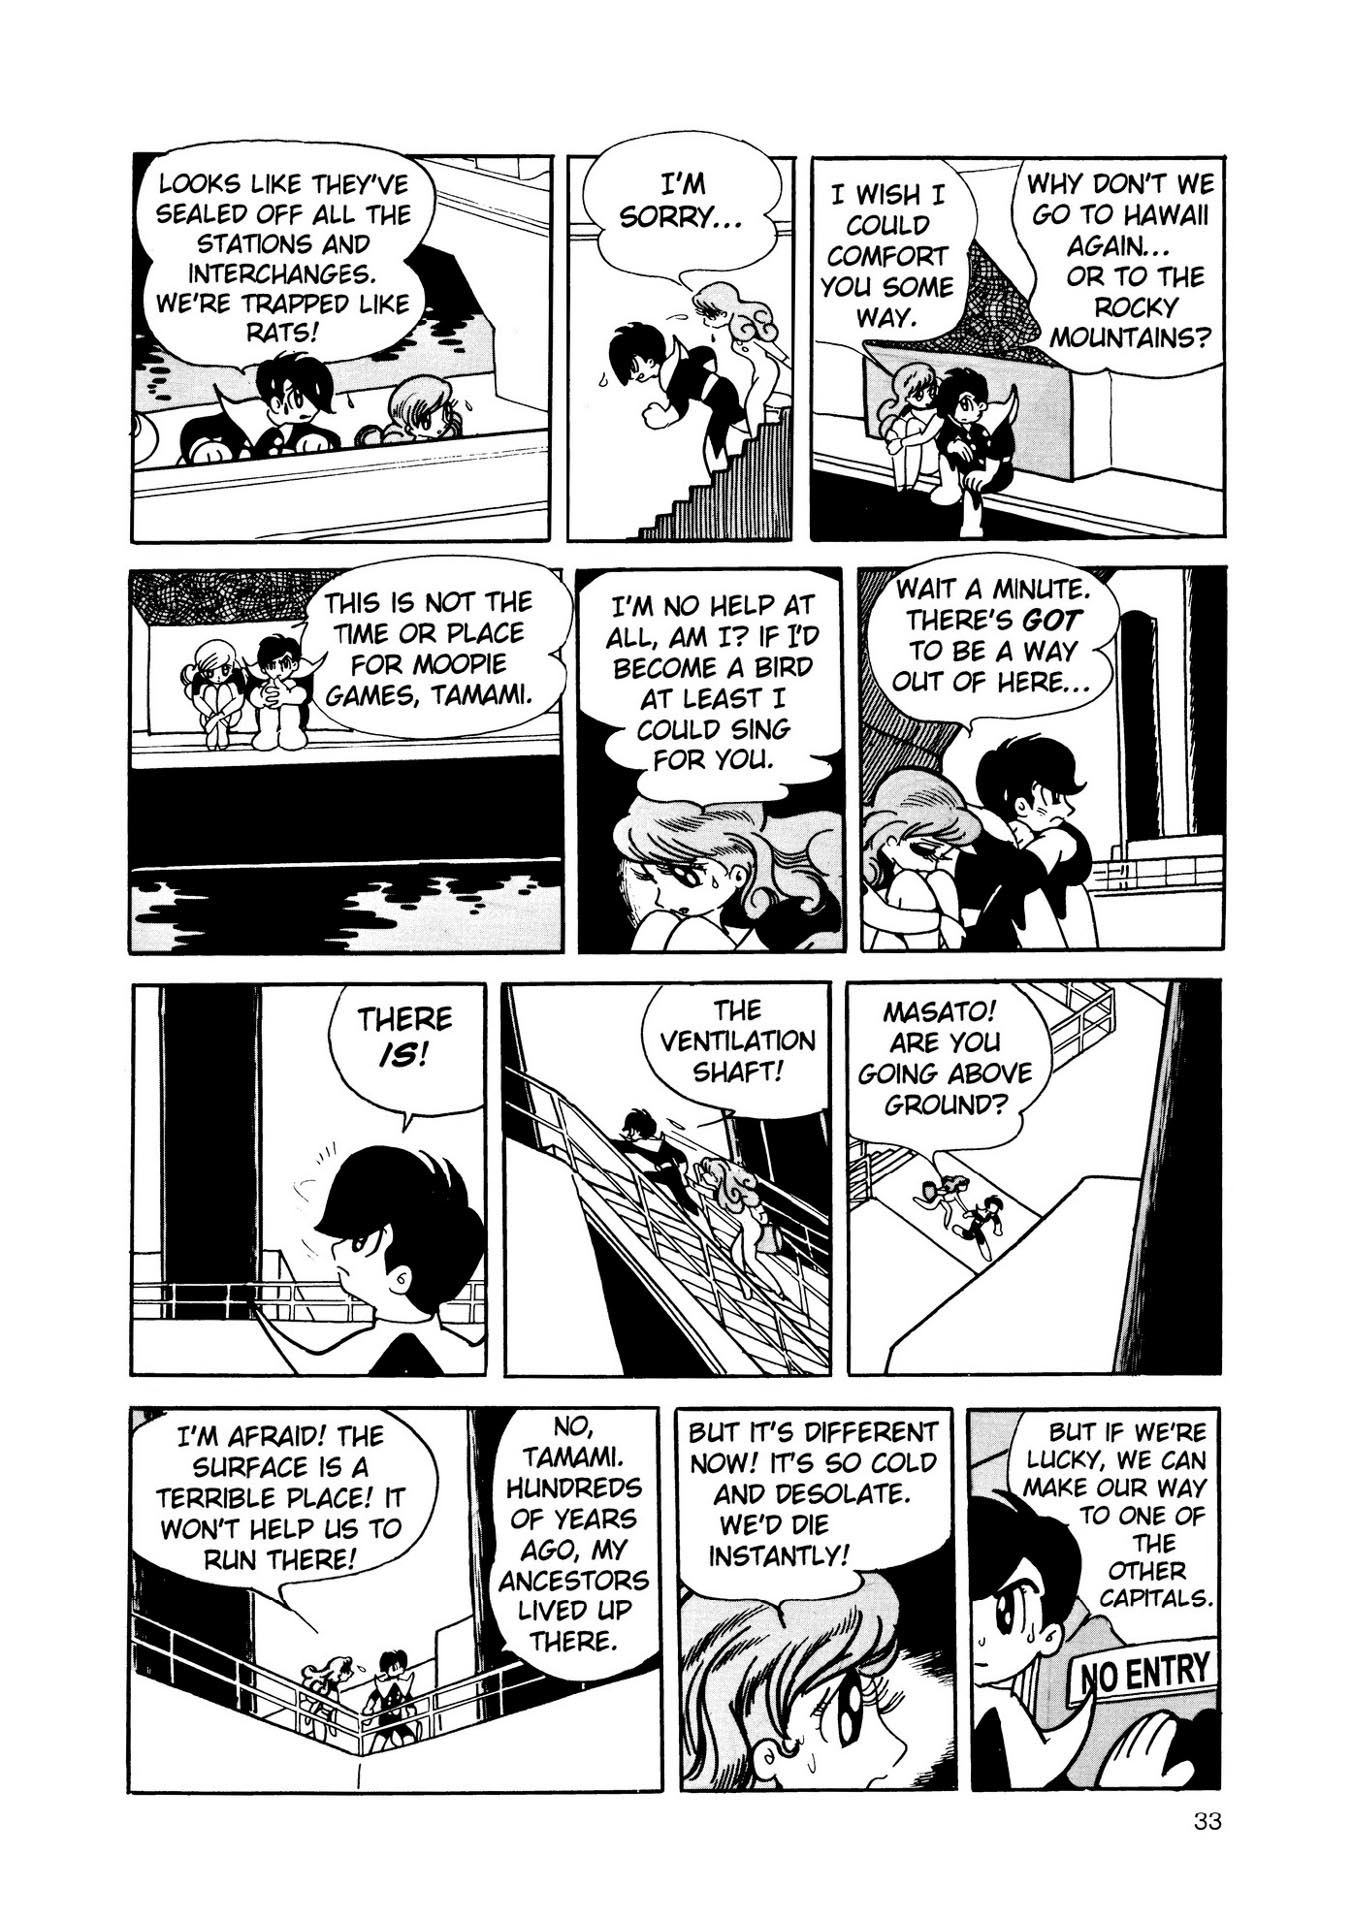 LOOKS LIKE THEY'VE
SEALED OFF ALL THE
STATIONS AND
INTERCHANGES.
WE'RE TRAPPED LIKE
RATS!
I'M
SORRY...
I WISH I
COULD
COMFORT
YOU SOME
WAY.
WHY DON'T WE
GO TO HAWAII
AGAIN...
OR TO THE
ROCKY
MOUNTAINS?
THIS IS NOT THE
TIME OR PLACE
FOR MOOPIE
GAMES, TAMAMI.
I'M NO HELP AT
ALL, AM I? IF I'D
BECOME A BIRD
AT LEAST I
COULD SING
FOR YOU.
WAIT A MINUTE.
THERE'S GOT
TO BE A WAY
OUT OF HERE...
THERE
IS!
THE
VENTILATION
SHAFT!
MASATO!
ARE YOU
GOING ABOVE
GROUND?
I'M AFRAID! THE
SURFACE IS A
TERRIBLE PLACE! IT
WON'T HELP US TO
RUN THERE!
NO,
TAMAMI.
HUNDREDS
OF YEARS
AGO, MY
ANCESTORS
LIVED UP
THERE.
BUT IT'S DIFFERENT
NOW! IT'S SO COLD
AND DESOLATE.
WE'D DIE
INSTANTLY!
BUT IF WE'RE
LUCKY, WE CAN
MAKE OUR WAY
TO ONE OF
THE
OTHER
CAPITALS.
NO ENTRY
33